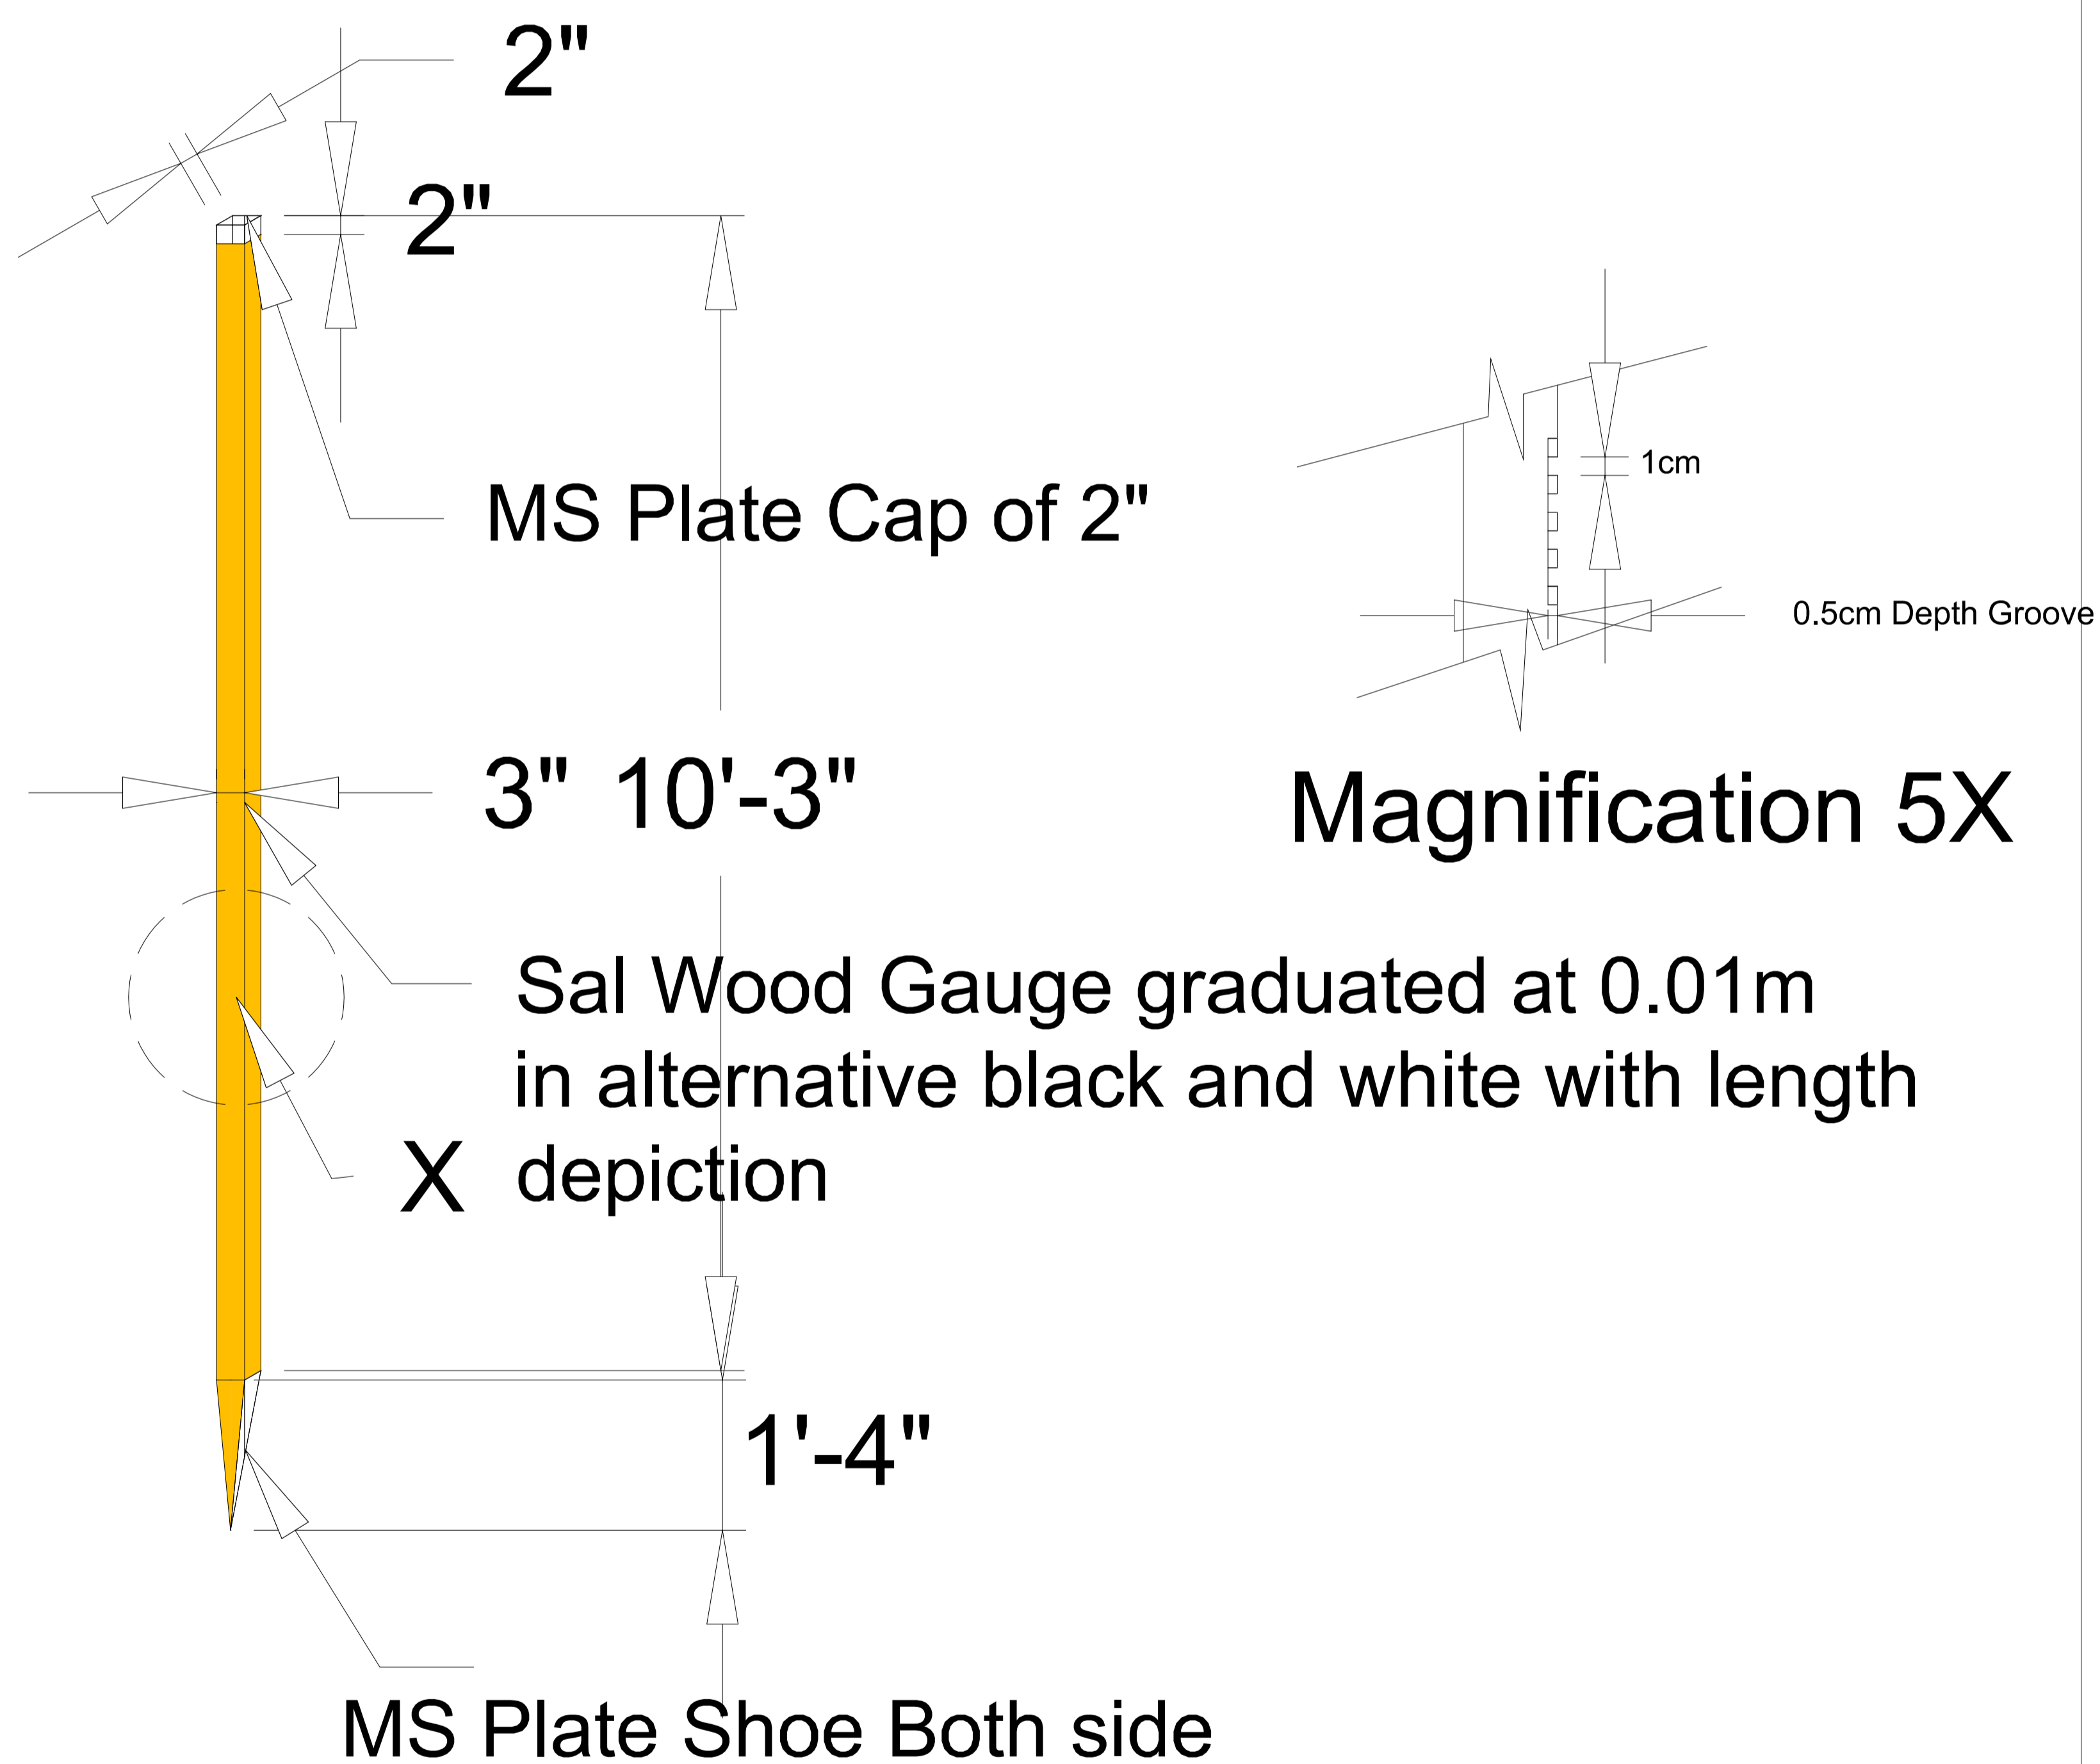 2"
2"
MS Plate Cap of 2"
1cm
0.5cm Depth Groove
3" 10'-3"
Magnification 5X
Sal Wood Gauge graduated at 0.01m
in alternative black and white with length
depiction
X
1'-4"
MS Plate Shoe Both side